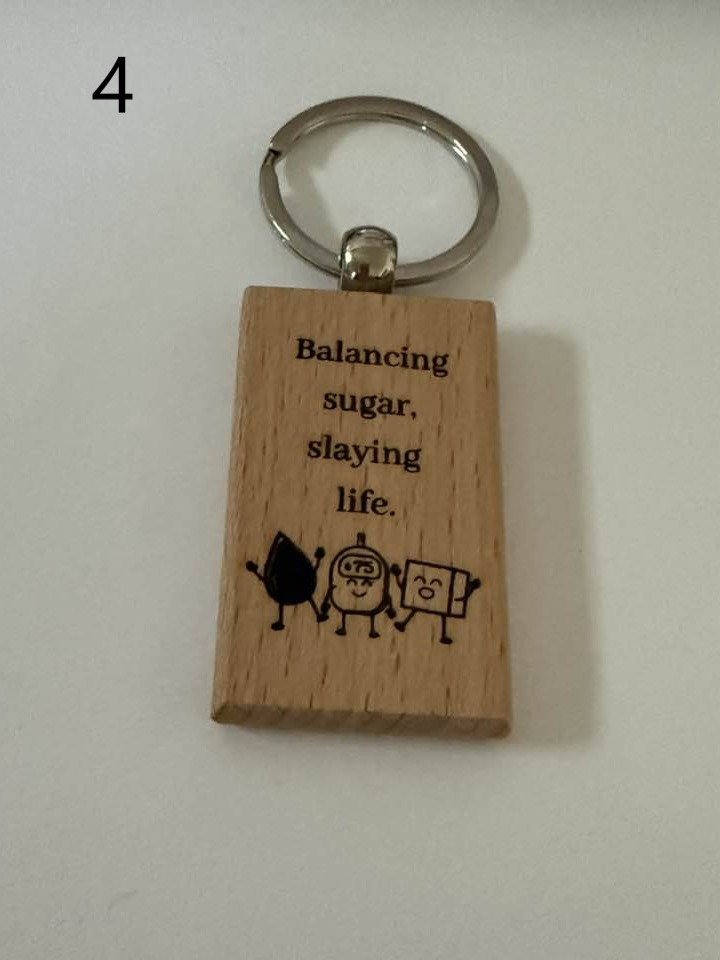 4
Balancing
sugar,
slaying
life.